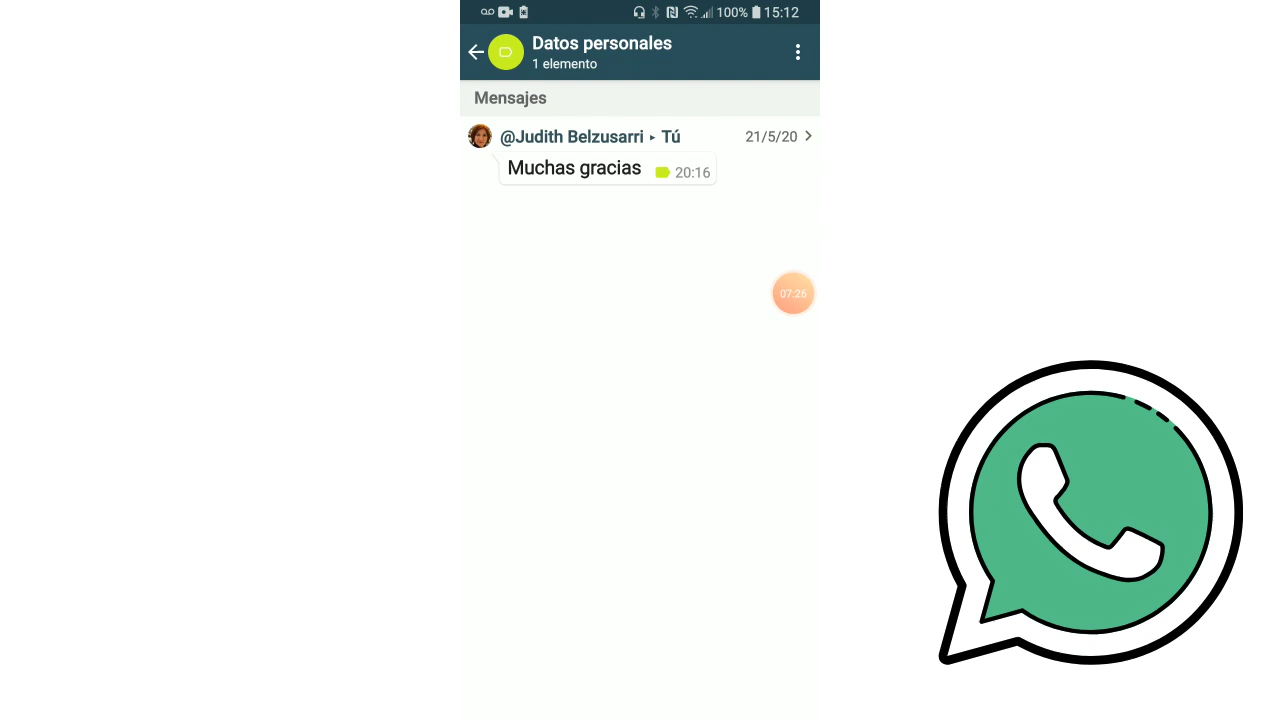 100% 15:12
Datos personales
1 elemento
Mensajes
@Judith Belzusarri ▸ Tú 21/5/20
Muchas gracias 20:16
07:26